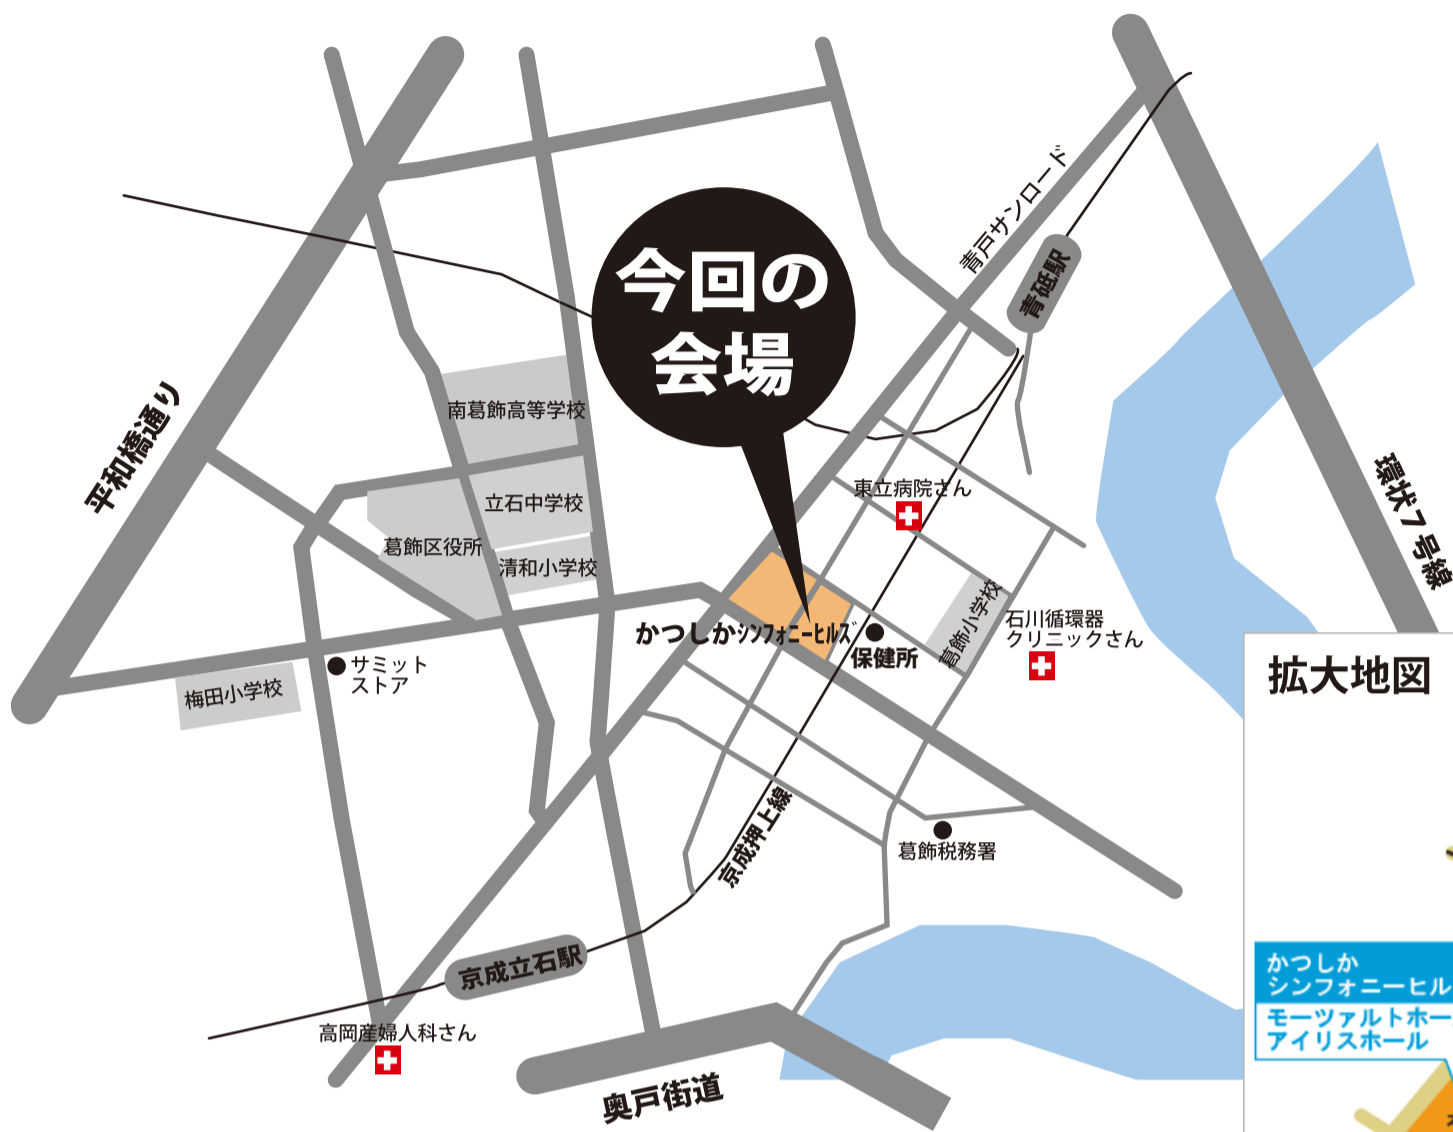 今回の
会場
青戸サンロード
青砥駅
平和橋通り
環状7号線
南葛飾高等学校
立石中学校
葛飾区役所
清和小学校
東立病院さん
かつしかシンフォニーヒルズ
保健所
葛飾小学校
石川循環器
クリニックさん
サミット
ストア
梅田小学校
拡大地図
京成押上線
葛飾税務署
京成立石駅
高岡産婦人科さん
奥戸街道
かつしか
シンフォニーヒル
モーツァルトホー
アイリスホール